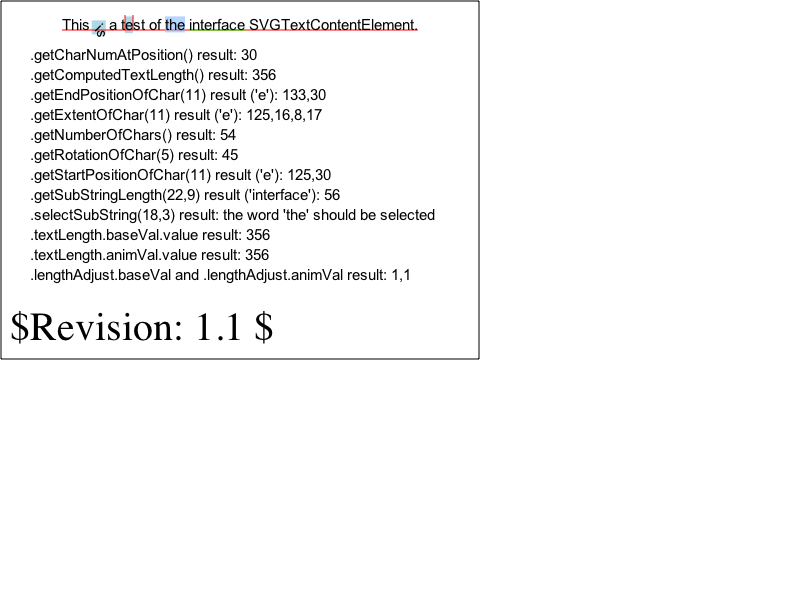 This is a test of the interface SVGTextContentElement.
.getCharNumAtPosition() result: 30
.getComputedTextLength() result: 356
.getEndPositionOfChar(11) result ('e'): 133,30
.getExtentOfChar(11) result ('e'): 125,16,8,17
.getNumberOfChars() result: 54
.getRotationOfChar(5) result: 45
.getStartPositionOfChar(11) result ('e'): 125,30
.getSubStringLength(22,9) result ('interface'): 56
.selectSubString(18,3) result: the word 'the' should be selected
.textLength.baseVal.value result: 356
.textLength.animVal.value result: 356
.lengthAdjust.baseVal and .lengthAdjust.animVal result: 1,1
$Revision: 1.1 $